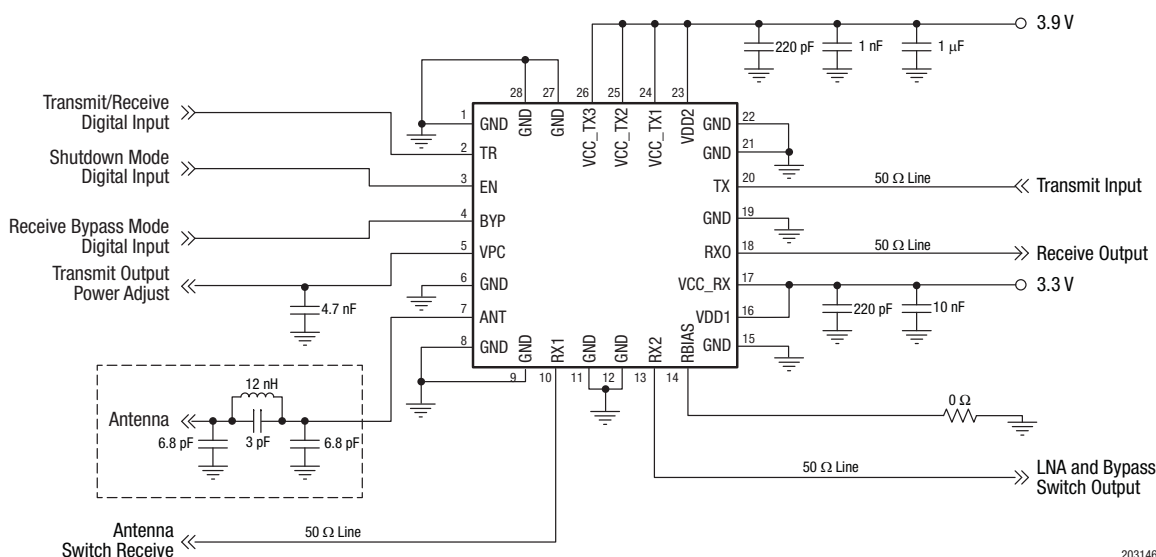 3.9 V
220 pF
1 nF
1 μF
28
27
26
25
24
23
Transmit/Receive
Digital Input
1
GND
GND
GND
VCC_TX3
VCC_TX2
VCC_TX1
VDD2
GND
22
2
TR
GND
21
Shutdown Mode
Digital Input
3
EN
TX
20
50 Ω Line
Transmit Input
Receive Bypass Mode
Digital Input
4
BYP
GND
19
5
VPC
RXO
18
50 Ω Line
Receive Output
Transmit Output
Power Adjust
4.7 nF
6
GND
VCC_RX
17
3.3 V
7
ANT
VDD1
16
220 pF
10 nF
8
GND
GND
RX1
GND
GND
RX2
RBIAS
GND
15
9
10
11
12
13
14
12 nH
Antenna
6.8 pF
3 pF
6.8 pF
0 Ω
50 Ω Line
LNA and Bypass
Switch Output
Antenna
Switch Receive
50 Ω Line
203146